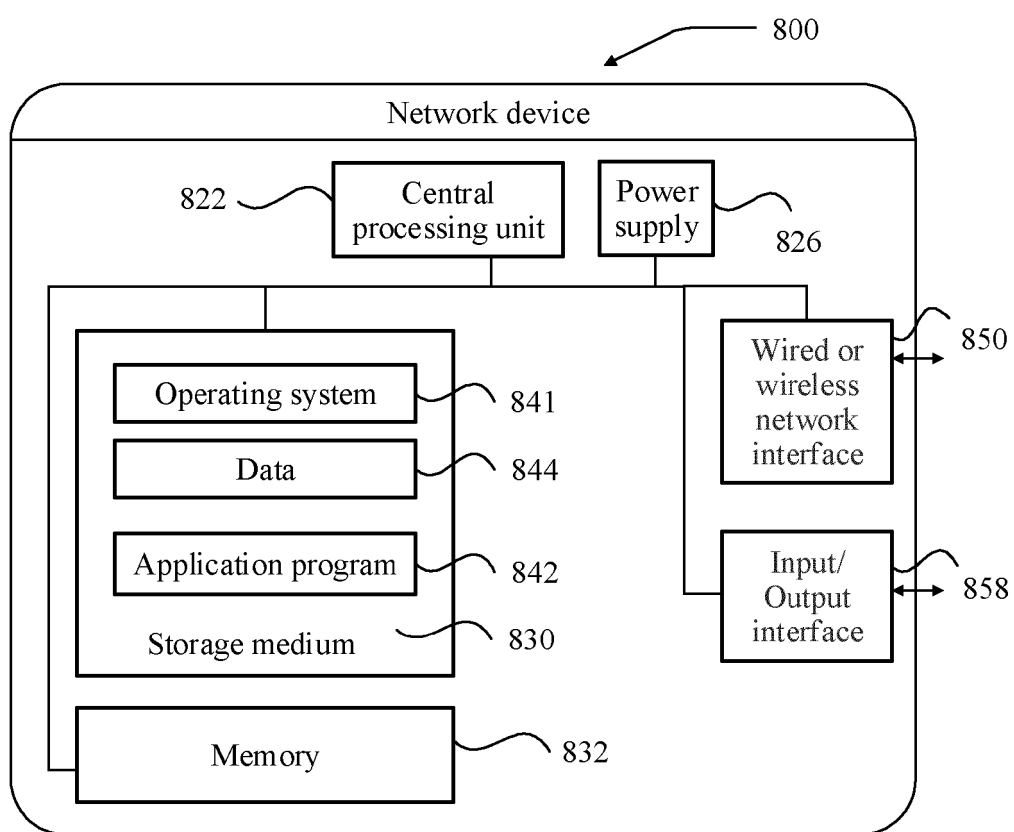 800
Network device
822
Central
processing unit
Power
supply
826
850
Wired or
wireless
network
interface
Operating system
841
Data
844
Application program
842
Input/
Output
interface
858
Storage medium
830
Memory
832